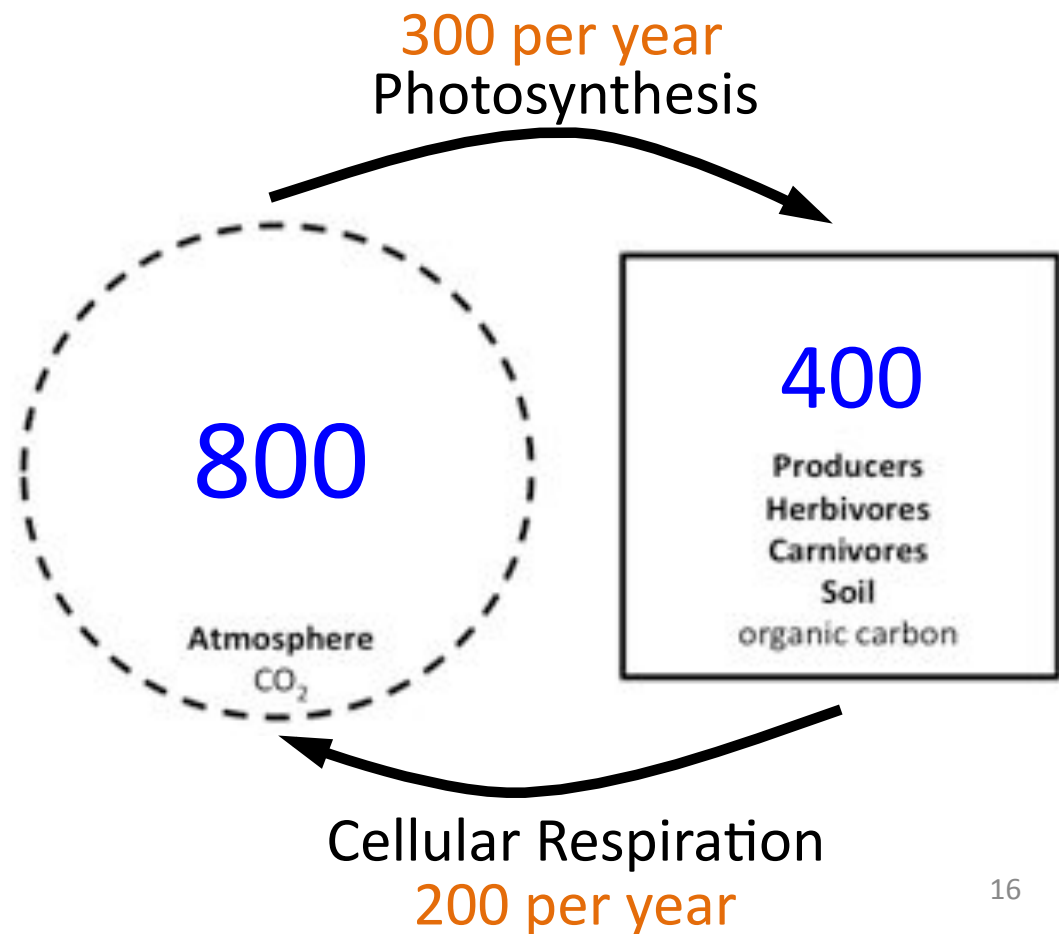 300 per year
Photosynthesis
800
Atmosphere
CO₂
400
Producers
Herbivores
Carnivores
Soil
organic carbon
Cellular Respiration
200 per year
16